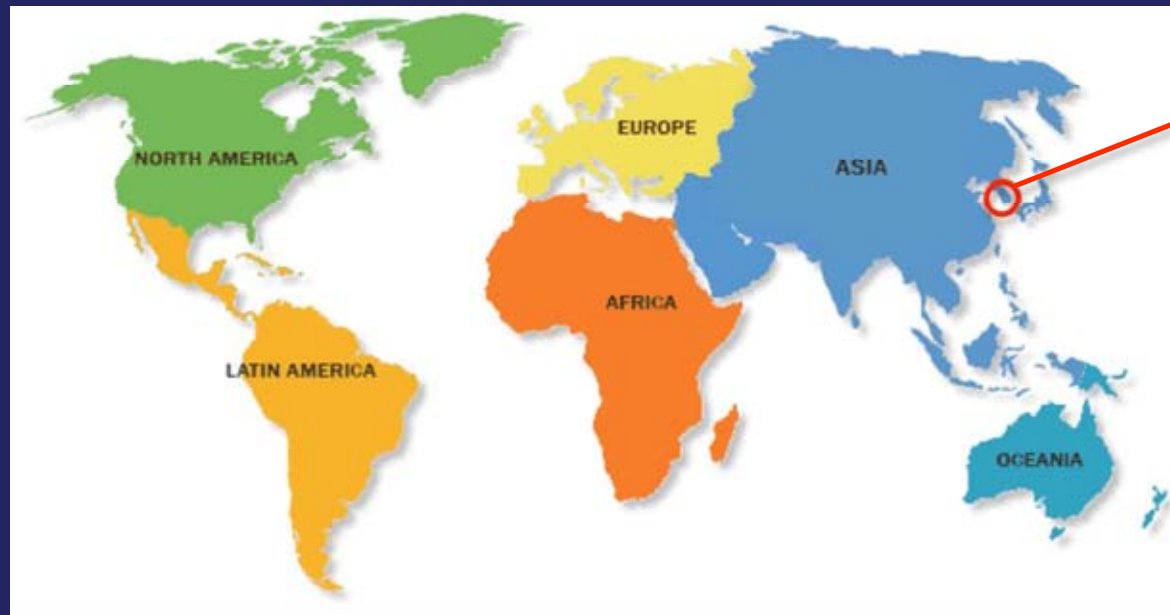 NORTH AMERICA
EUROPE
ASIA
AFRICA
LATIN AMERICA
OCEANIA